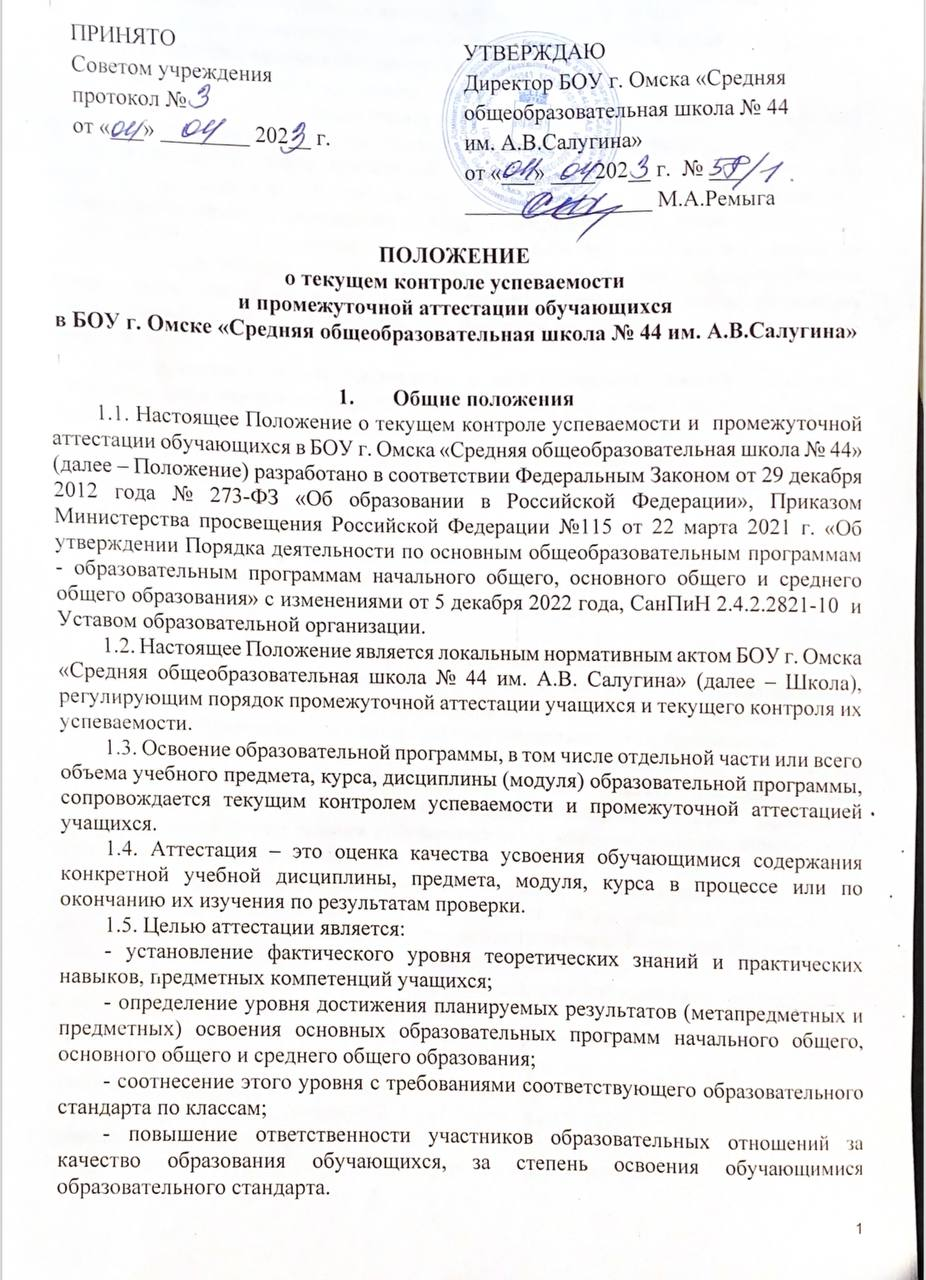 ПРИНЯТО
Советом учреждения
протокол № 3
от «04» 04 2023 г.
УТВЕРЖДАЮ
Директор БОУ г. Омска «Средняя
общеобразовательная школа № 44
им. А.В.Салугина»
от «04» 04 2023 г. № 58/1
М.А.Ремыга
ПОЛОЖЕНИЕ
о текущем контроле успеваемости
и промежуточной аттестации обучающихся
в БОУ г. Омске «Средняя общеобразовательная школа № 44 им. А.В.Салугина»
1. Общие положения
1.1. Настоящее Положение о текущем контроле успеваемости и промежуточной
аттестации обучающихся в БОУ г. Омска «Средняя общеобразовательная школа № 44»
(далее – Положение) разработано в соответствии Федеральным Законом от 29 декабря
2012 года № 273-ФЗ «Об образовании в Российской Федерации», Приказом
Министерства просвещения Российской Федерации №115 от 22 марта 2021 г. «Об
утверждении Порядка деятельности по основным общеобразовательным программам
- образовательным программам начального общего, основного общего и среднего
общего образования» с изменениями от 5 декабря 2022 года, СанПиН 2.4.2.2821-10 и
Уставом образовательной организации.
1.2. Настоящее Положение является локальным нормативным актом БОУ г. Омска
«Средняя общеобразовательная школа № 44 им. А.В. Салугина» (далее – Школа),
регулирующим порядок промежуточной аттестации учащихся и текущего контроля их
успеваемости.
1.3. Освоение образовательной программы, в том числе отдельной части или всего
объема учебного предмета, курса, дисциплины (модуля) образовательной программы,
сопровождается текущим контролем успеваемости и промежуточной аттестацией
учащихся.
1.4. Аттестация – это оценка качества усвоения обучающимися содержания
конкретной учебной дисциплины, предмета, модуля, курса в процессе или по
окончанию их изучения по результатам проверки.
1.5. Целью аттестации является:
- установление фактического уровня теоретических знаний и практических
навыков, предметных компетенций учащихся;
- определение уровня достижения планируемых результатов (метапредметных и
предметных) освоения основных образовательных программ начального общего,
основного общего и среднего общего образования;
- соотнесение этого уровня с требованиями соответствующего образовательного
стандарта по классам;
- повышение ответственности участников образовательных отношений за
качество образования обучающихся, за степень освоения обучающимися
образовательного стандарта.
1